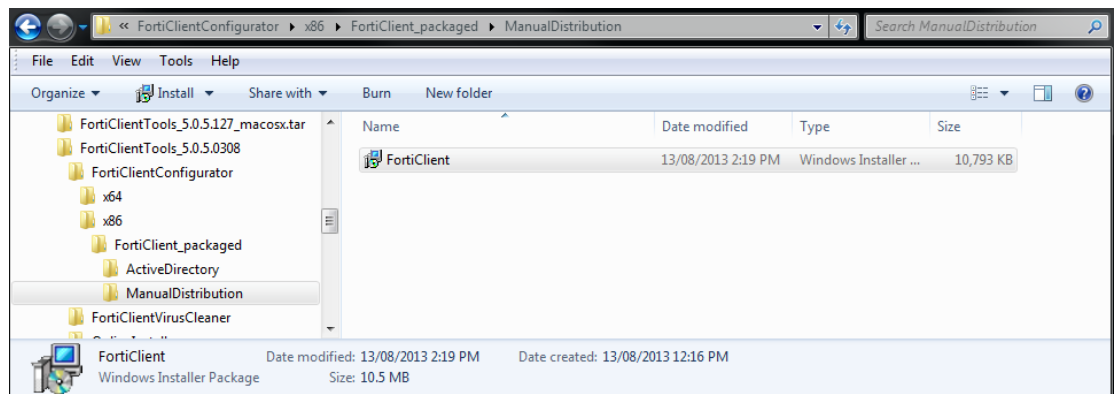 « FortiClientConfigurator ▸ x86 ▸ FortiClient_packaged ▸ ManualDistribution Search ManualDistribution
File Edit View Tools Help
Organize Install Share with Burn New folder
FortiClientTools_5.0.5.127_macosx.tar
FortiClientTools_5.0.5.0308
FortiClientConfigurator
x64
x86
FortiClient_packaged
ActiveDirectory
ManualDistribution
FortiClientVirusCleaner
Name Date modified Type Size
FortiClient 13/08/2013 2:19 PM Windows Installer ... 10,793 KB
FortiClient Date modified: 13/08/2013 2:19 PM Date created: 13/08/2013 12:16 PM
Windows Installer Package Size: 10.5 MB